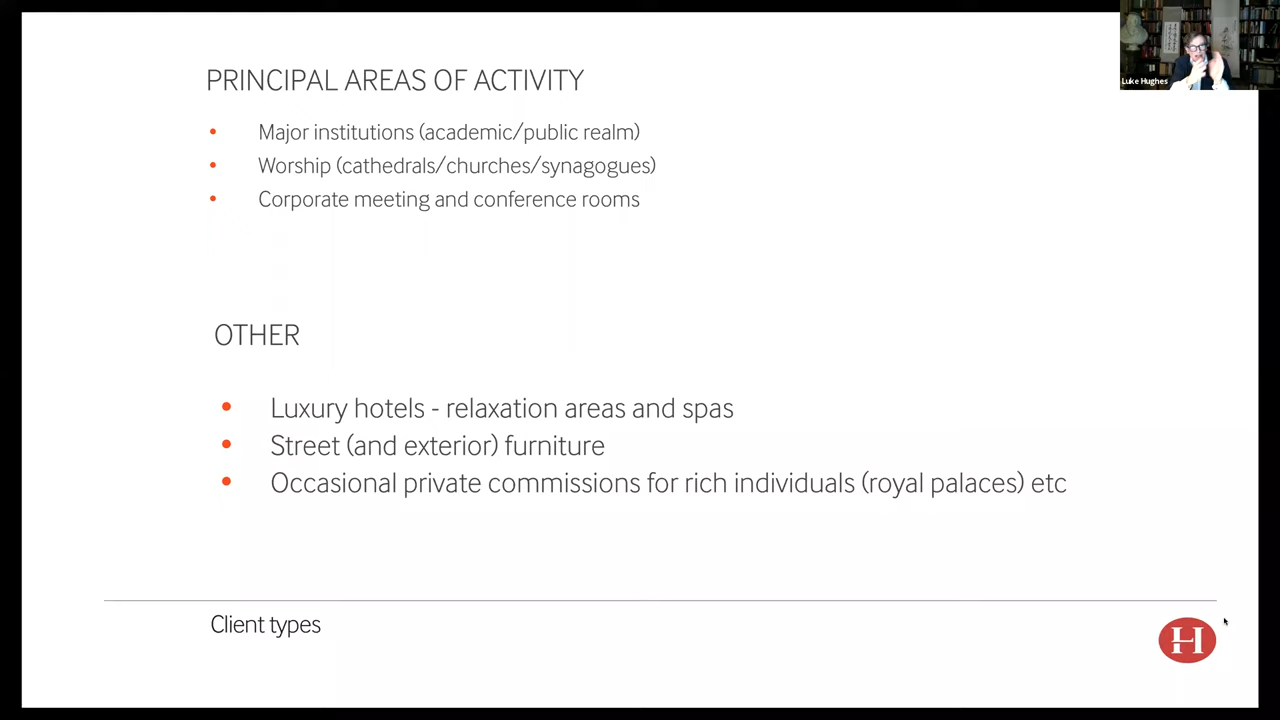 Luke Hughes
PRINCIPAL AREAS OF ACTIVITY
• Major institutions (academic/public realm)
• Worship (cathedrals/churches/synagogues)
• Corporate meeting and conference rooms
OTHER
• Luxury hotels - relaxation areas and spas
• Street (and exterior) furniture
• Occasional private commissions for rich individuals (royal palaces) etc
Client types
H